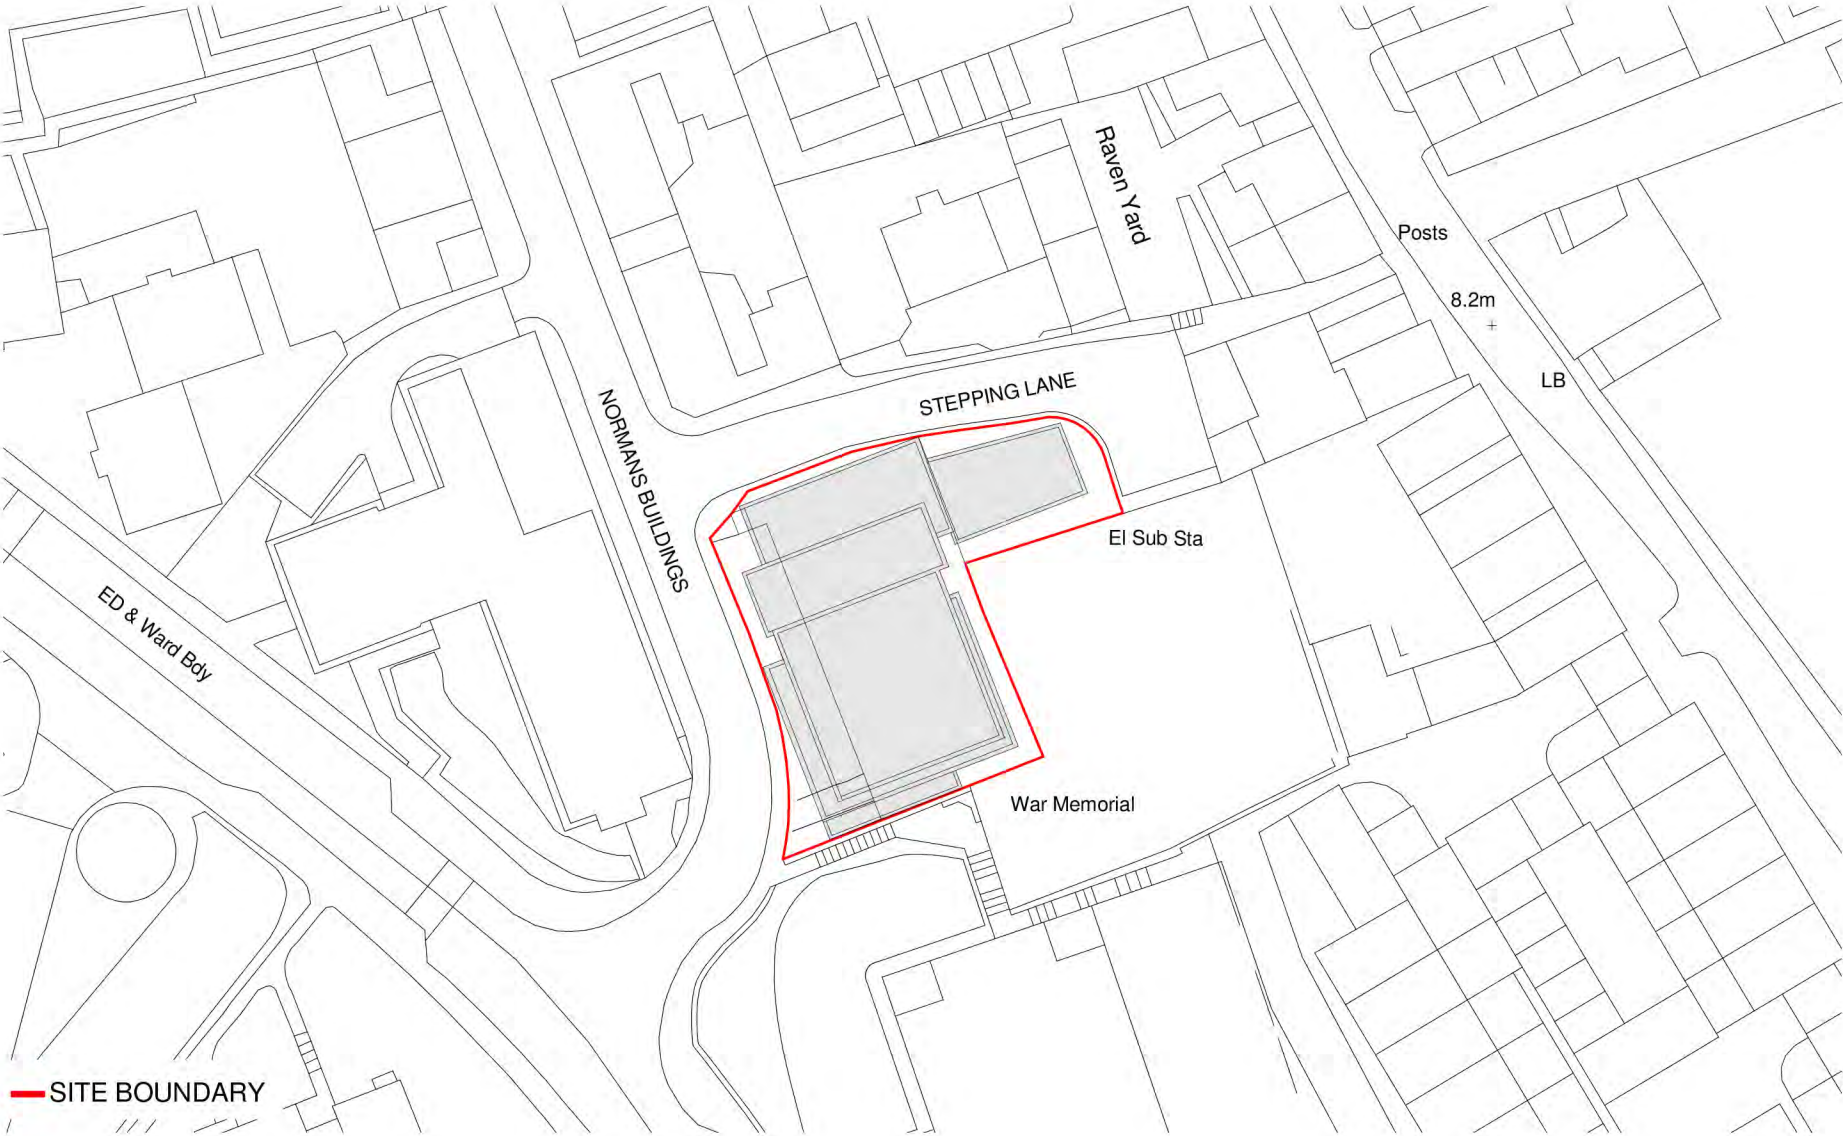 Raven Yard
Posts
8.2m
LB
STEPPING LANE
NORMANS BUILDINGS
El Sub Sta
ED & Ward Bdy
War Memorial
SITE BOUNDARY